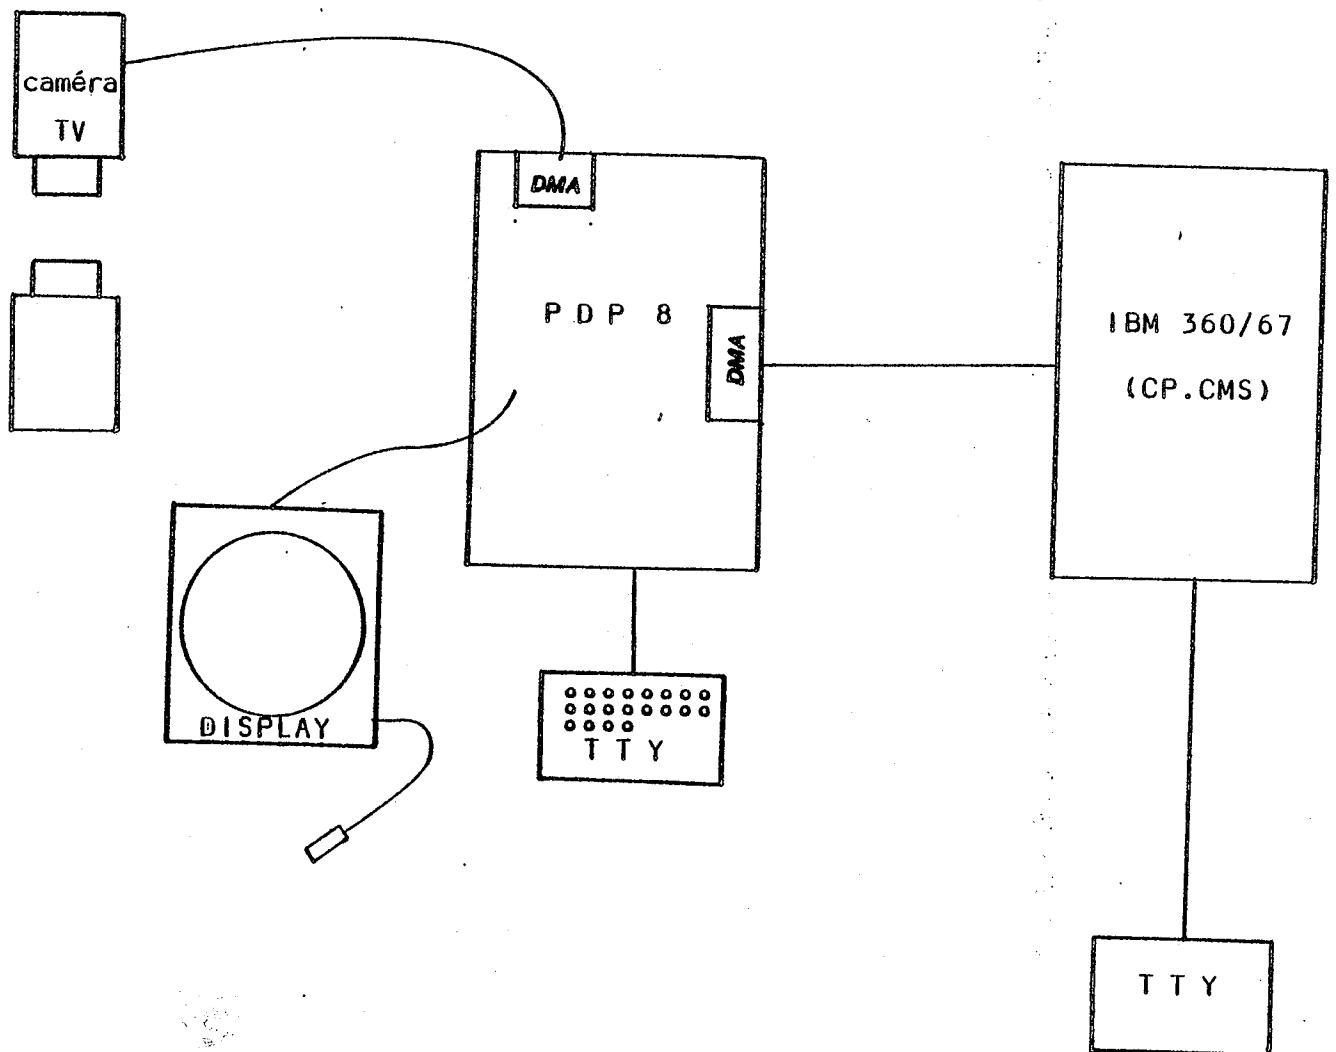 caméra
TV
DMA
P D P 8
DMA
IBM 360/67
(CP.CMS)
DISPLAY
T T Y
T T Y